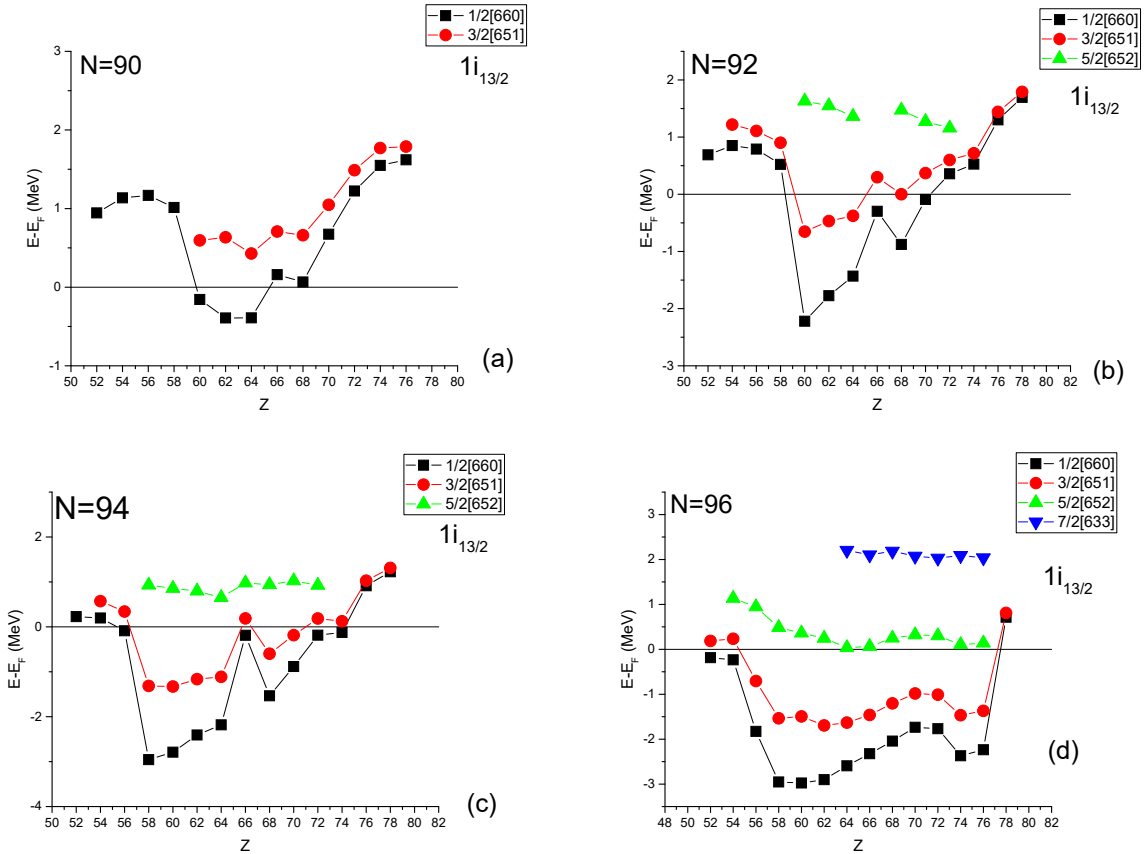 1/2[660]
3/2[651]
N=90
1i13/2
3
2
1
0
-1
E-EF (MeV)
50 52 54 56 58 60 62 64 66 68 70 72 74 76 78 80
Z
(a)
1/2[660]
3/2[651]
5/2[652]
N=92
1i13/2
2
1
0
-1
-2
-3
E-EF (MeV)
50 52 54 56 58 60 62 64 66 68 70 72 74 76 78 80 82
Z
(b)
1/2[660]
3/2[651]
5/2[652]
N=94
1i13/2
2
0
-2
-4
E-EF (MeV)
50 52 54 56 58 60 62 64 66 68 70 72 74 76 78 80 82
Z
(c)
1/2[660]
3/2[651]
5/2[652]
7/2[633]
N=96
1i13/2
3
2
1
0
-1
-2
-3
E-EF (MeV)
48 50 52 54 56 58 60 62 64 66 68 70 72 74 76 78 80 82
Z
(d)